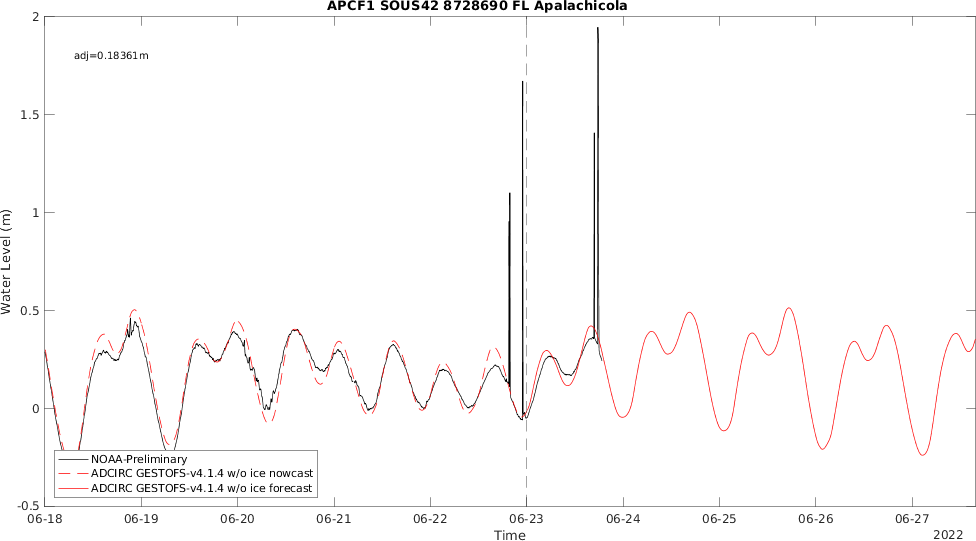 APCF1 SOUS42 8728690 FL Apalachicola
adj=0.18361m
Water Level (m)
2
1.5
1
0.5
0
-0.5
NOAA-Preliminary
ADCIRC GESTOFS-v4.1.4 w/o ice nowcast
ADCIRC GESTOFS-v4.1.4 w/o ice forecast
06-18 06-19 06-20 06-21 06-22 06-23 06-24 06-25 06-26 06-27
Time
2022